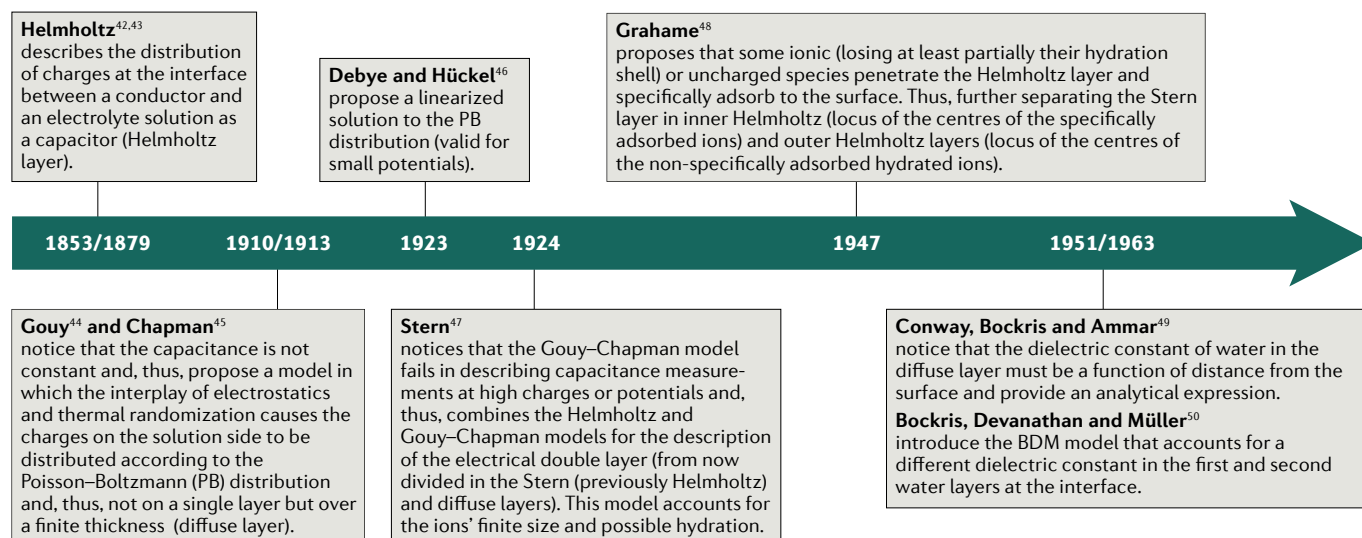 Helmholtz42,43
describes the distribution
of charges at the interface
between a conductor and
an electrolyte solution as
a capacitor (Helmholtz
layer).
Debye and Hückel46
propose a linearized
solution to the PB
distribution (valid for
small potentials).
Grahame48
proposes that some ionic (losing at least partially their hydration
shell) or uncharged species penetrate the Helmholtz layer and
specifically adsorb to the surface. Thus, further separating the Stern
layer in inner Helmholtz (locus of the centres of the specifically
adsorbed ions) and outer Helmholtz layers (locus of the centres of
the non-specifically adsorbed hydrated ions).
1853/1879 1910/1913 1923 1924 1947 1951/1963
Gouy44 and Chapman45
notice that the capacitance is not
constant and, thus, propose a model in
which the interplay of electrostatics
and thermal randomization causes the
charges on the solution side to be
distributed according to the
Poisson–Boltzmann (PB) distribution
and, thus, not on a single layer but over
a finite thickness (diffuse layer).
Stern47
notices that the Gouy–Chapman model
fails in describing capacitance measure-
ments at high charges or potentials and,
thus, combines the Helmholtz and
Gouy–Chapman models for the description
of the electrical double layer (from now
divided in the Stern (previously Helmholtz)
and diffuse layers). This model accounts for
the ions' finite size and possible hydration.
Conway, Bockris and Ammar49
notice that the dielectric constant of water in the
diffuse layer must be a function of distance from the
surface and provide an analytical expression.
Bockris, Devanathan and Müller50
introduce the BDM model that accounts for a
different dielectric constant in the first and second
water layers at the interface.